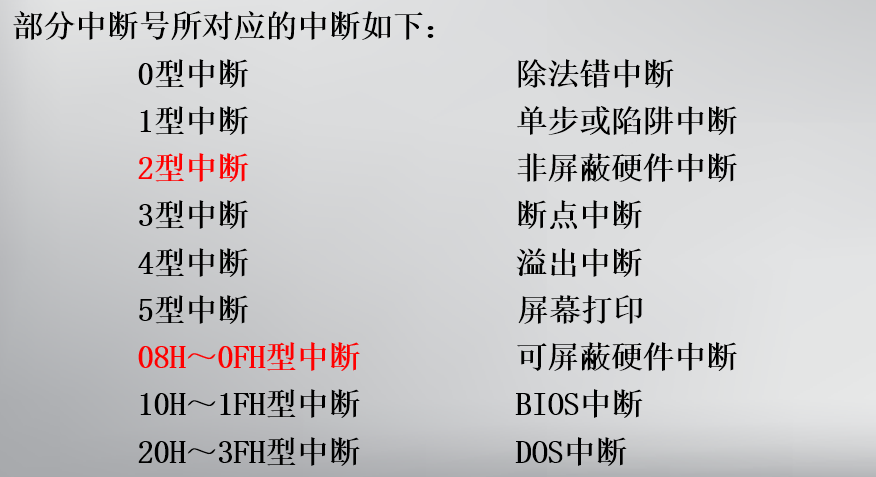 部分中断号所对应的中断如下：
0型中断 除法错中断
1型中断 单步或陷阱中断
2型中断 非屏蔽硬件中断
3型中断 断点中断
4型中断 溢出中断
5型中断 屏幕打印
08H～0FH型中断 可屏蔽硬件中断
10H～1FH型中断 BIOS中断
20H～3FH型中断 DOS中断